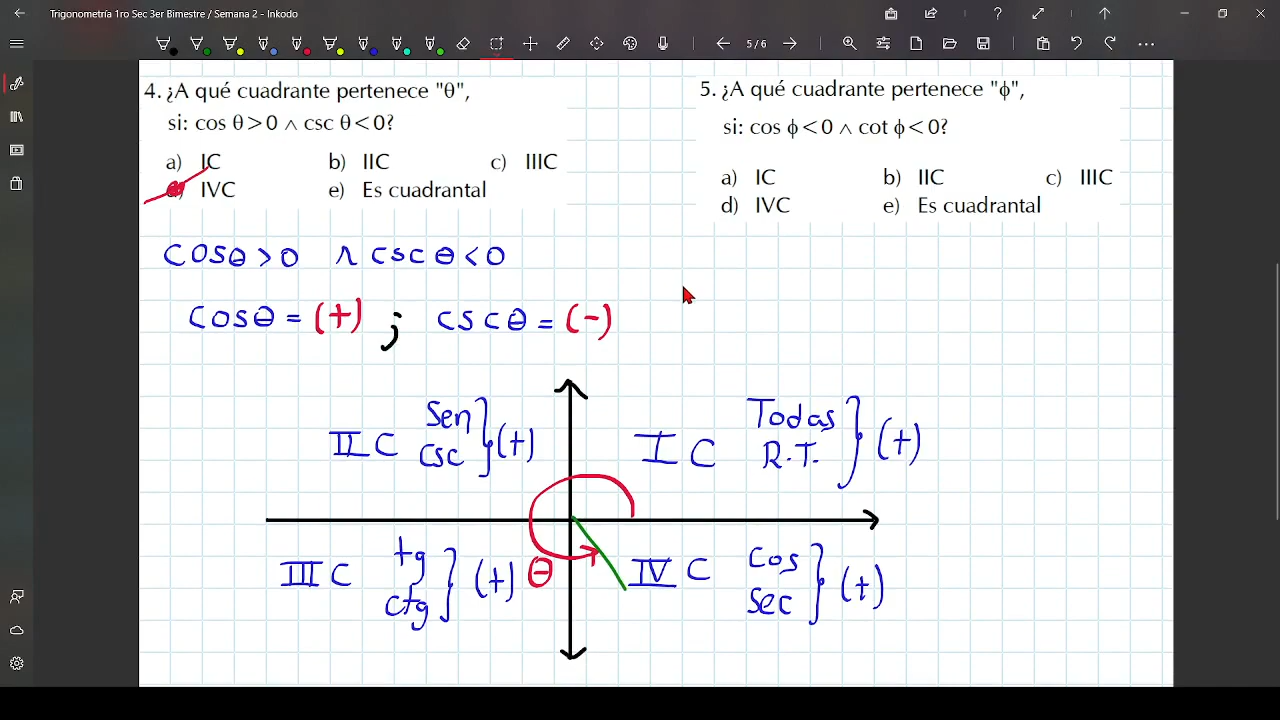 Trigonometría 1ro Sec 3er Bimestre / Semana 2 - Inkodo
5/6
4. ¿A qué cuadrante pertenece "θ",
si: cos θ>0 ∧ csc θ<0?
a) IC b) IIC c) IIIC
d) IVC e) Es cuadrantal
5. ¿A qué cuadrante pertenece "ϕ",
si: cos ϕ<0 ∧ cot ϕ<0?
a) IC b) IIC c) IIIC
d) IVC e) Es cuadrantal
cosθ>0 ∧ cscθ<0
cosθ = (+) ; cscθ = (-)
II C Sen
Csc } (+)
I C Todas
R.T. } (+)
III C tg
ctg } (+)
θ
IV C Cos
Sec } (+)